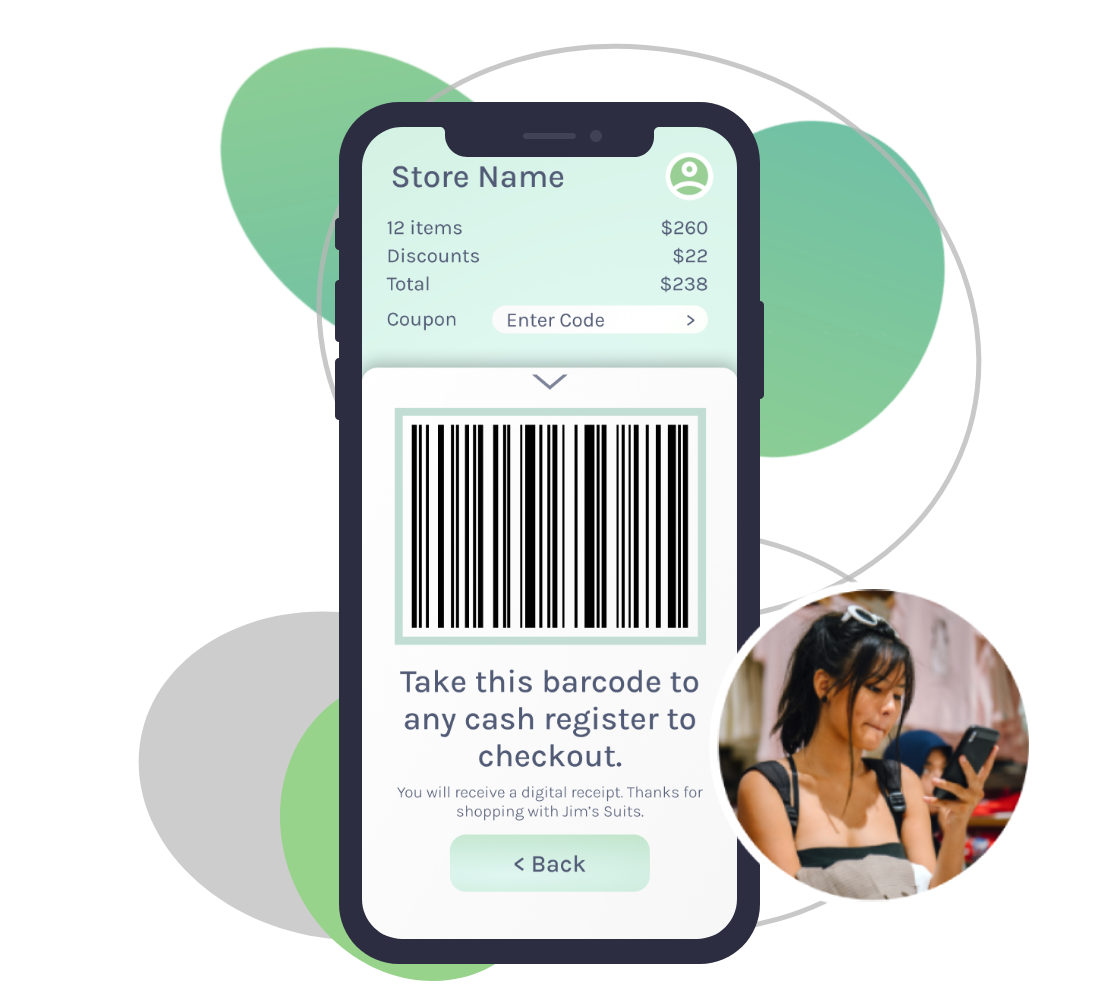 Store Name
12 items $260
Discounts $22
Total $238
Coupon Enter Code >
Take this barcode to
any cash register to
checkout.
You will receive a digital receipt. Thanks for
shopping with Jim's Suits.
< Back